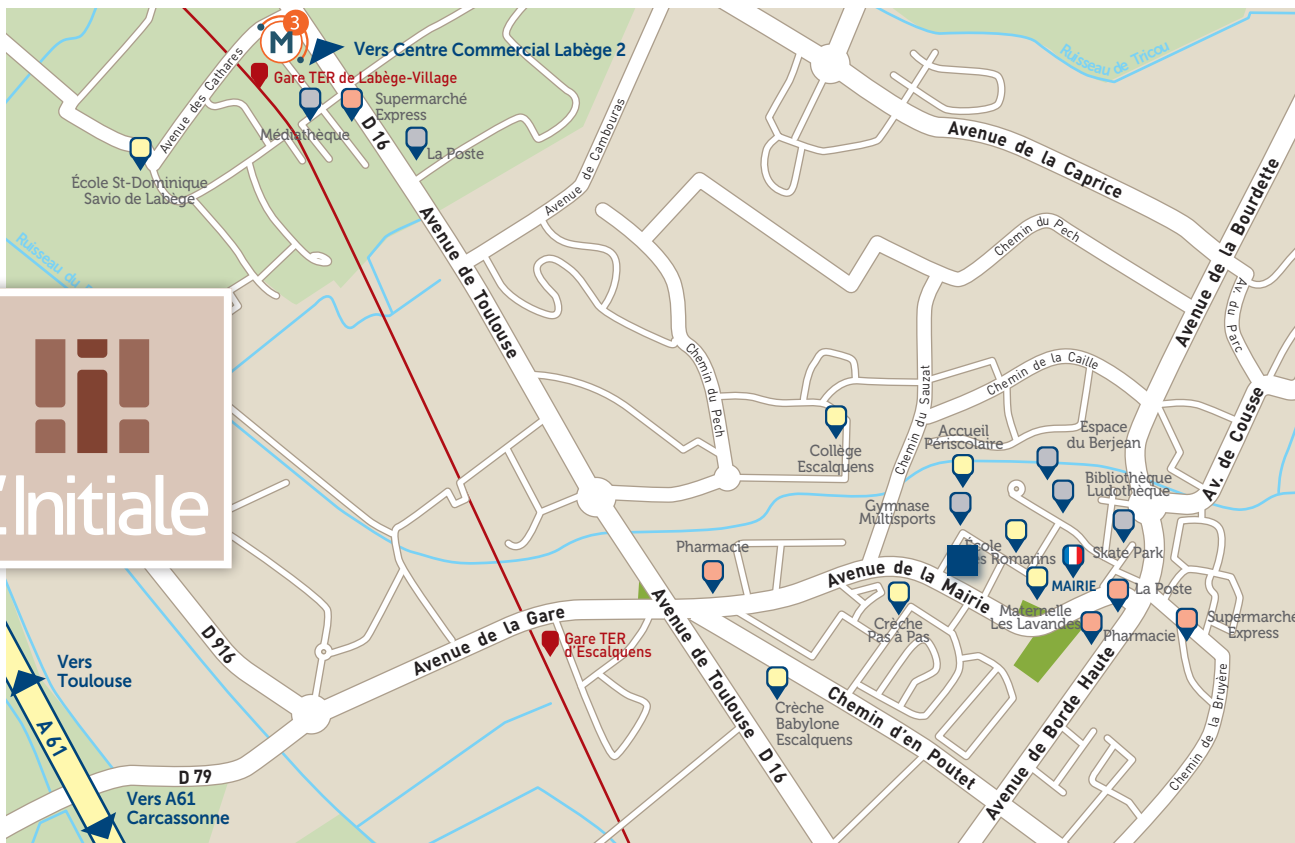 3
M
Vers Centre Commercial Labège 2
Ruisseau de Tricou
Avenue des Cathares
Gare TER de Labège-Village
Supermarché
Express
Médiathèque
D 16
La Poste
Avenue de Cambouras
Avenue de la Caprice
Avenue de la Bourdette
École St-Dominique
Savio de Labège
Ruisseau du
Avenue de Toulouse
Chemin du Pech
Av. du Parc
Chemin du Pech
Chemin de la Caille
Chemin du Sauzat
Av. de Cousse
Collège
Escalquens
Accueil
Périscolaire
Espace
du Berjean
Bibliothèque
Ludothèque
L'Initiale
Gymnase
Multisports
Pharmacie
École
Romarins
Skate Park
MAIRIE
Avenue de la Mairie
La Poste
Maternelle
Les Lavandes
Crèche
Pas à Pas
Pharmacie
Supermarché
Express
Avenue de la Gare
Gare TER
d'Escalquens
D 916
Avenue de Toulouse
D 16
Vers
Toulouse
Crèche
Babylone
Escalquens
Chemin d'en Poutet
Avenue de Borde Haute
Chemin de la Bruyère
A 61
D 79
Vers A61
Carcassonne